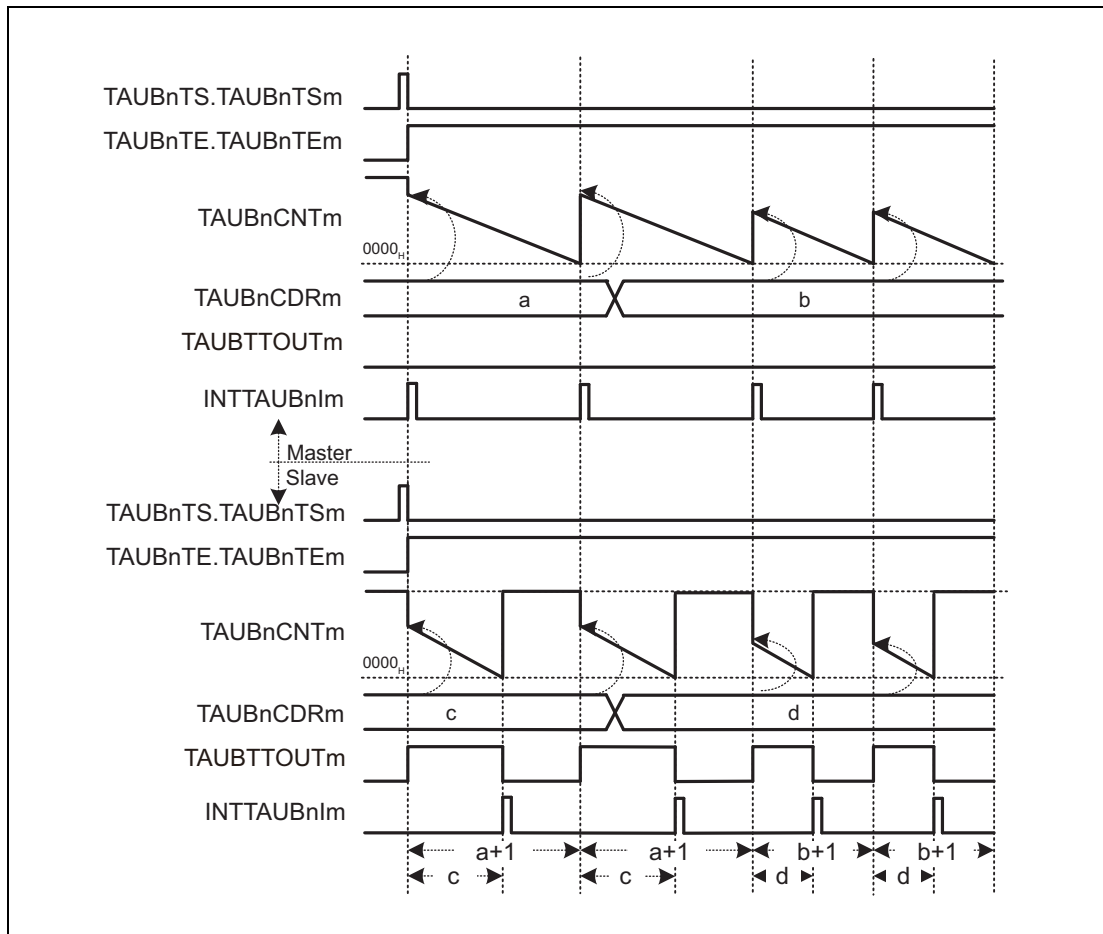 TAUBnTS.TAUBnTSm
TAUBnTE.TAUBnTEm
TAUBnCNTm
0000H
TAUBnCDRm
a
b
TAUBTTOUTm
INTTAUBnIm
Master
Slave
TAUBnTS.TAUBnTSm
TAUBnTE.TAUBnTEm
TAUBnCNTm
0000H
TAUBnCDRm
c
d
TAUBTTOUTm
INTTAUBnIm
a+1 a+1 b+1 b+1
c c d d